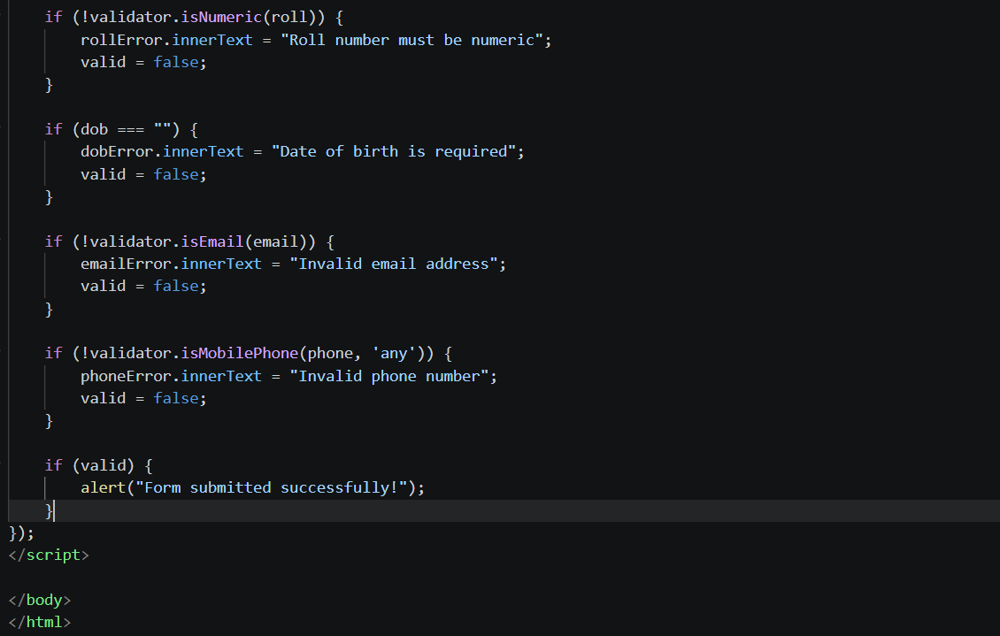 if (!validator.isNumeric(roll)) {
rollError.innerText = "Roll number must be numeric";
valid = false;
}
if (dob === "") {
dobError.innerText = "Date of birth is required";
valid = false;
}
if (!validator.isEmail(email)) {
emailError.innerText = "Invalid email address";
valid = false;
}
if (!validator.isMobilePhone(phone, 'any')) {
phoneError.innerText = "Invalid phone number";
valid = false;
}
if (valid) {
alert("Form submitted successfully!");
}
});
</script>
</body>
</html>